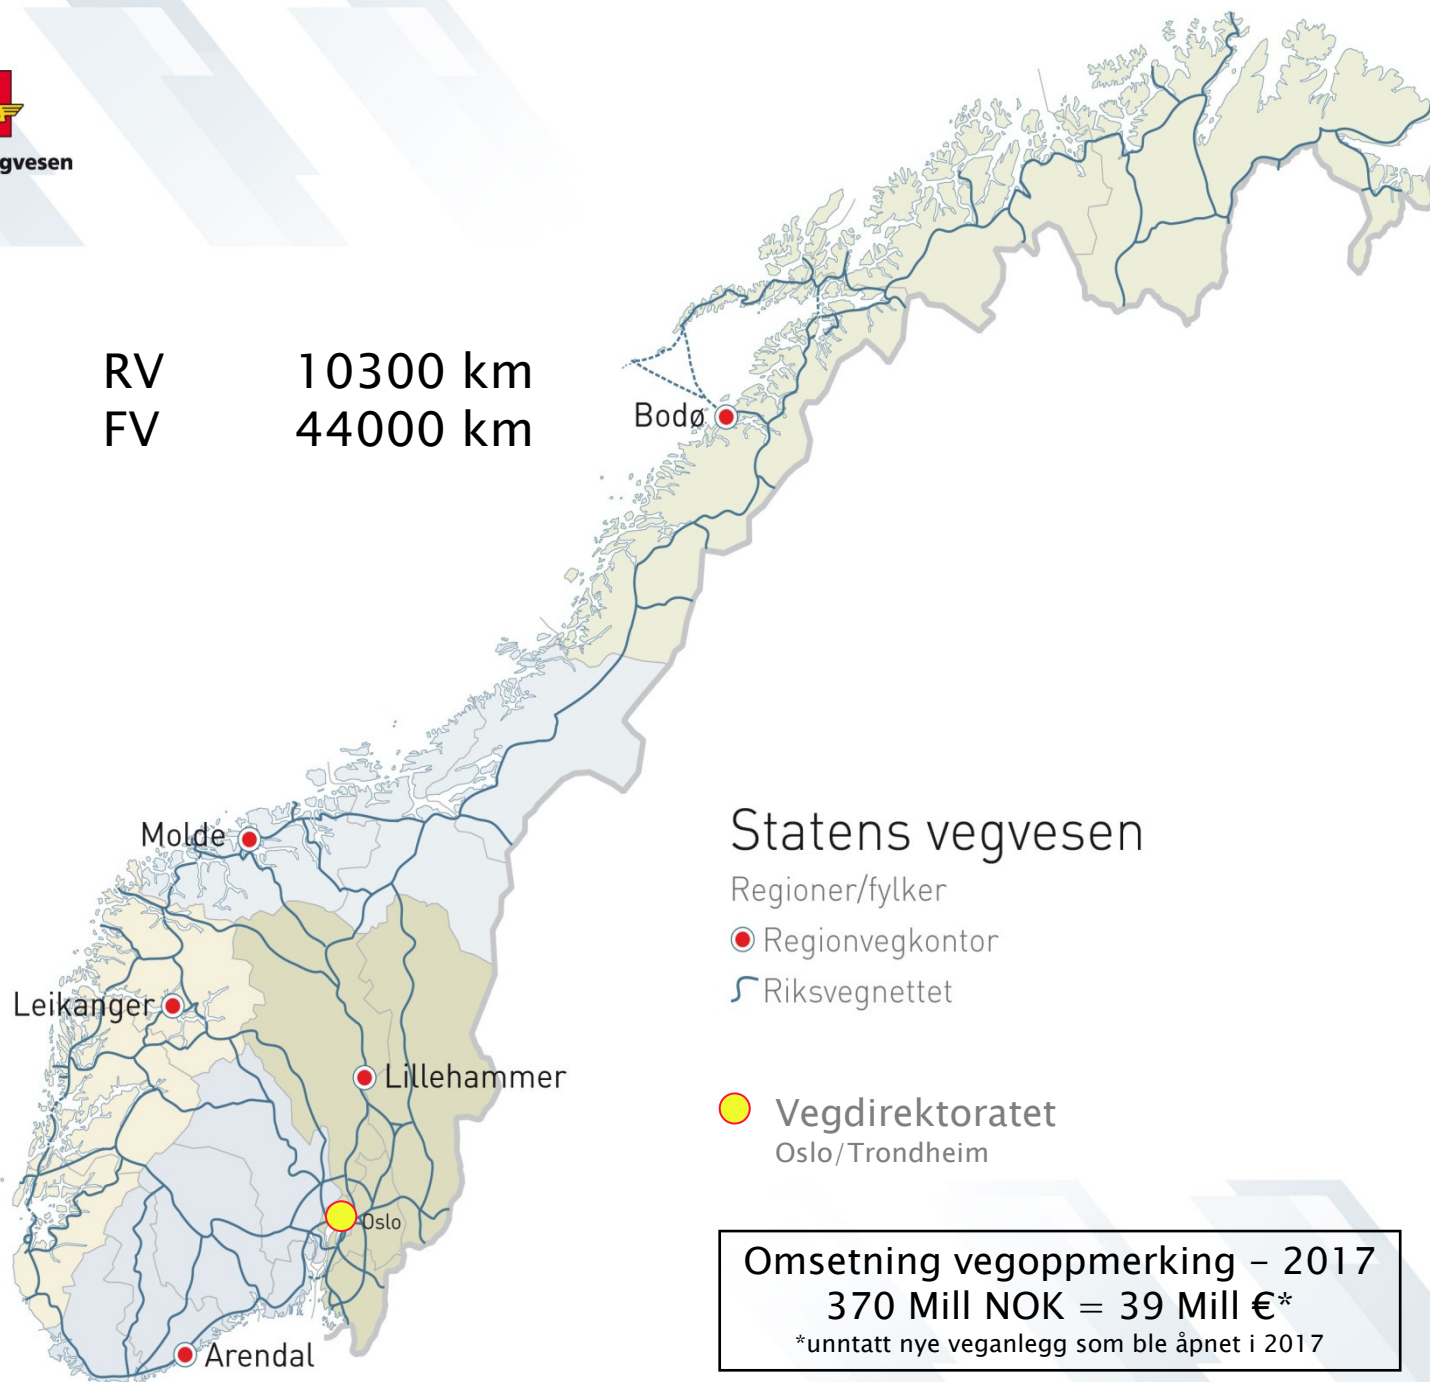 gvesen
RV 10300 km
FV 44000 km
Bodø
Molde
Leikanger
Lillehammer
Oslo
Arendal
Statens vegvesen
Regioner/fylker
Regionvegkontor
Riksvegnettet
Vegdirektoratet
Oslo/Trondheim
Omsetning vegoppmerking – 2017
370 Mill NOK = 39 Mill €*
*unntatt nye veganlegg som ble åpnet i 2017